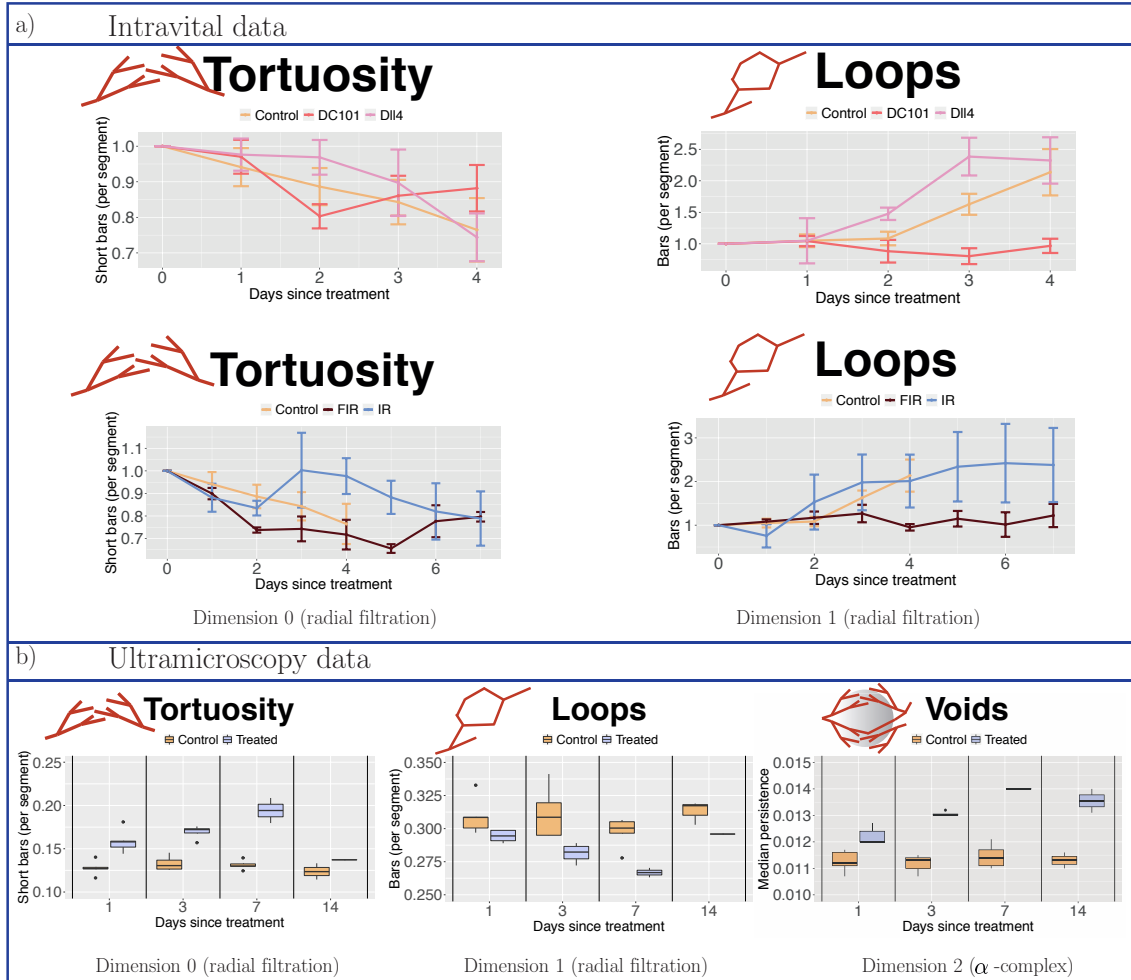 a) Intravital data
Tortuosity
Control DC101 Dll4
Short bars (per segment)
1.0
0.9
0.8
0.7
0 1 2 3 4
Days since treatment
Loops
Control DC101 Dll4
Bars (per segment)
2.5
2.0
1.5
1.0
0 1 2 3 4
Days since treatment
Tortuosity
Control FIR IR
Short bars (per segment)
1.1
1.0
0.9
0.8
0.7
0 2 4 6
Days since treatment
Dimension 0 (radial filtration)
Loops
Control FIR IR
Bars (per segment)
3
2
1
0 2 4 6
Days since treatment
Dimension 1 (radial filtration)
b) Ultramicroscopy data
Tortuosity
Control Treated
Short bars (per segment)
0.25
0.20
0.15
0.10
1 3 7 14
Days since treatment
Dimension 0 (radial filtration)
Loops
Control Treated
Bars (per segment)
0.350
0.325
0.300
0.275
0.250
1 3 7 14
Days since treatment
Dimension 1 (radial filtration)
Voids
Control Treated
Median persistence
0.015
0.014
0.013
0.012
0.011
0.010
1 3 7 14
Days since treatment
Dimension 2 (α -complex)